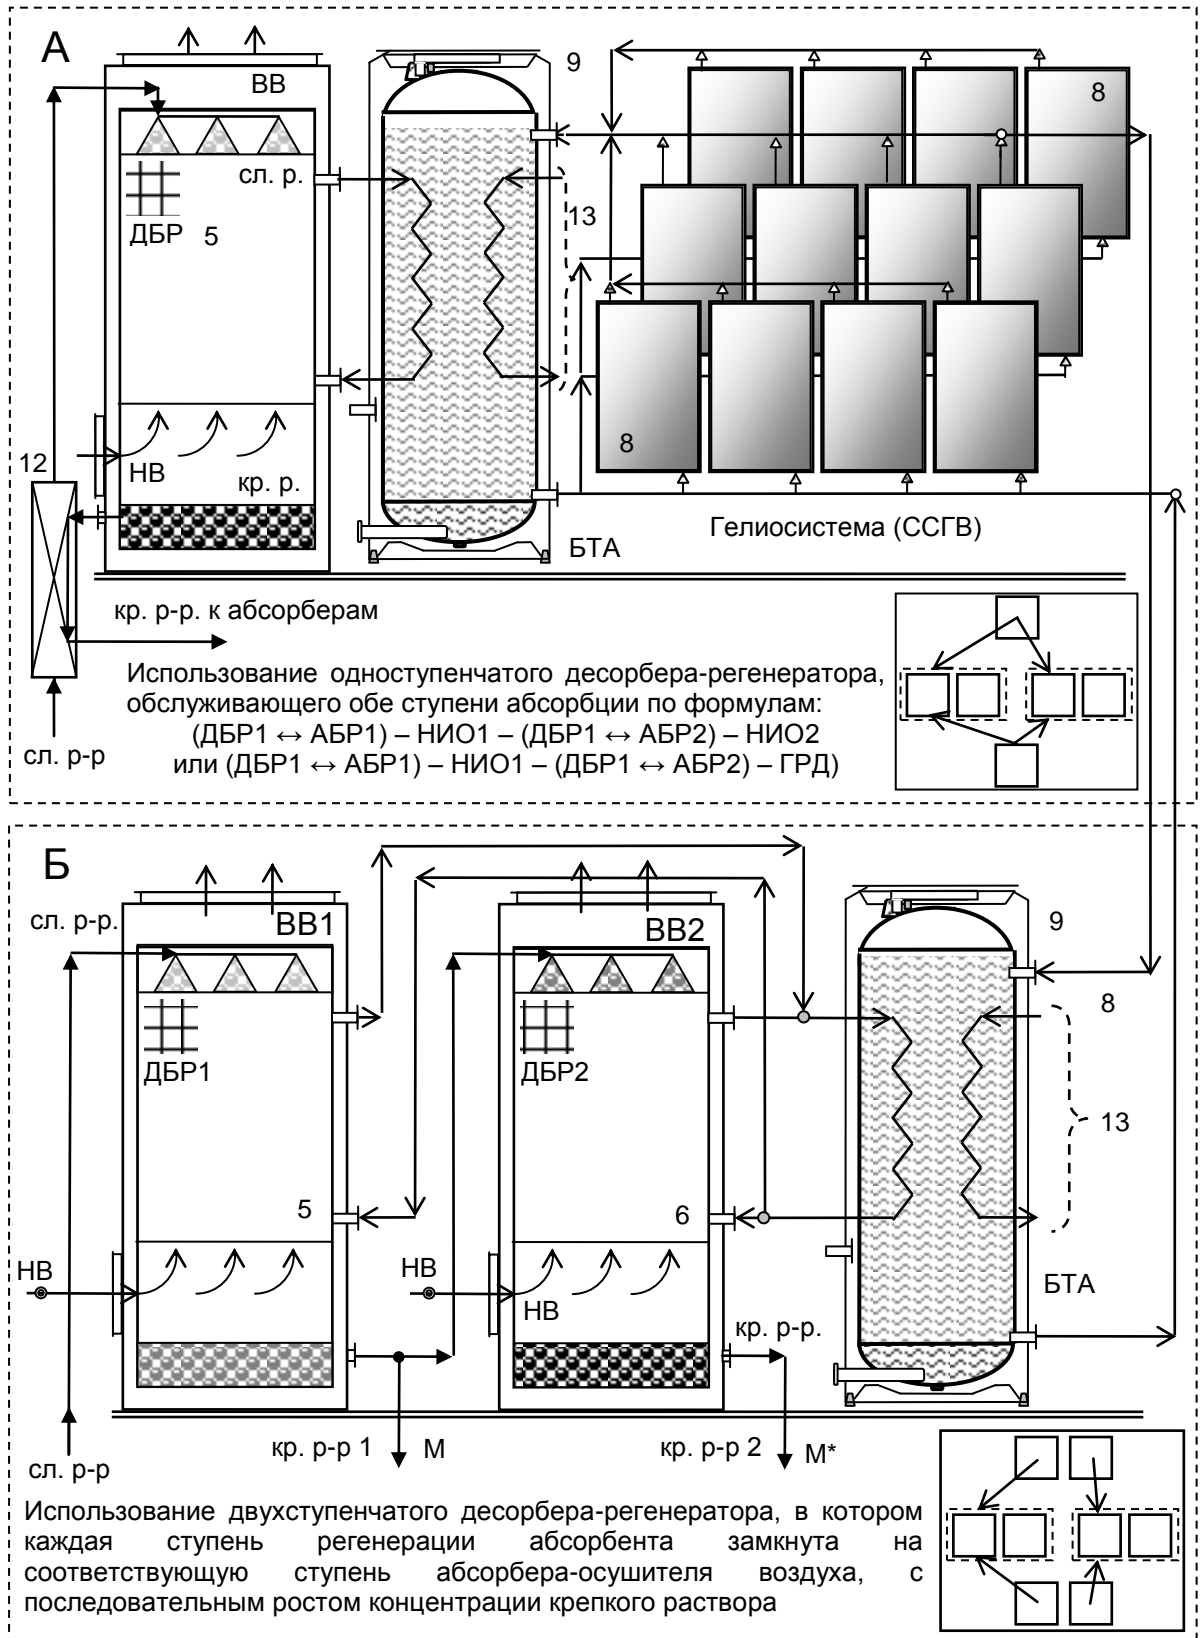 А
ВВ
9
8
сл. р.
13
ДБР 5
12
НВ
кр. р.
8
Гелиосистема (ССГВ)
БТА
кр. р-р. к абсорберам
Использование одноступенчатого десорбера-регенератора,
обслуживающего обе ступени абсорбции по формулам:
(ДБР1 ↔ АБР1) – НИО1 – (ДБР1 ↔ АБР2) – НИО2
или (ДБР1 ↔ АБР1) – НИО1 – (ДБР1 ↔ АБР2) – ГРД)
сл. р-р
Б
сл. р-р.
ВВ1
ВВ2
9
8
ДБР1
ДБР2
13
5
6
НВ
НВ
НВ
БТА
кр. р-р.
кр. р-р 1
М
кр. р-р 2
М*
сл. р-р
Использование двухступенчатого десорбера-регенератора, в котором
каждая ступень регенерации абсорбента замкнута на
соответствующую ступень абсорбера-осушителя воздуха, с
последовательным ростом концентрации крепкого раствора